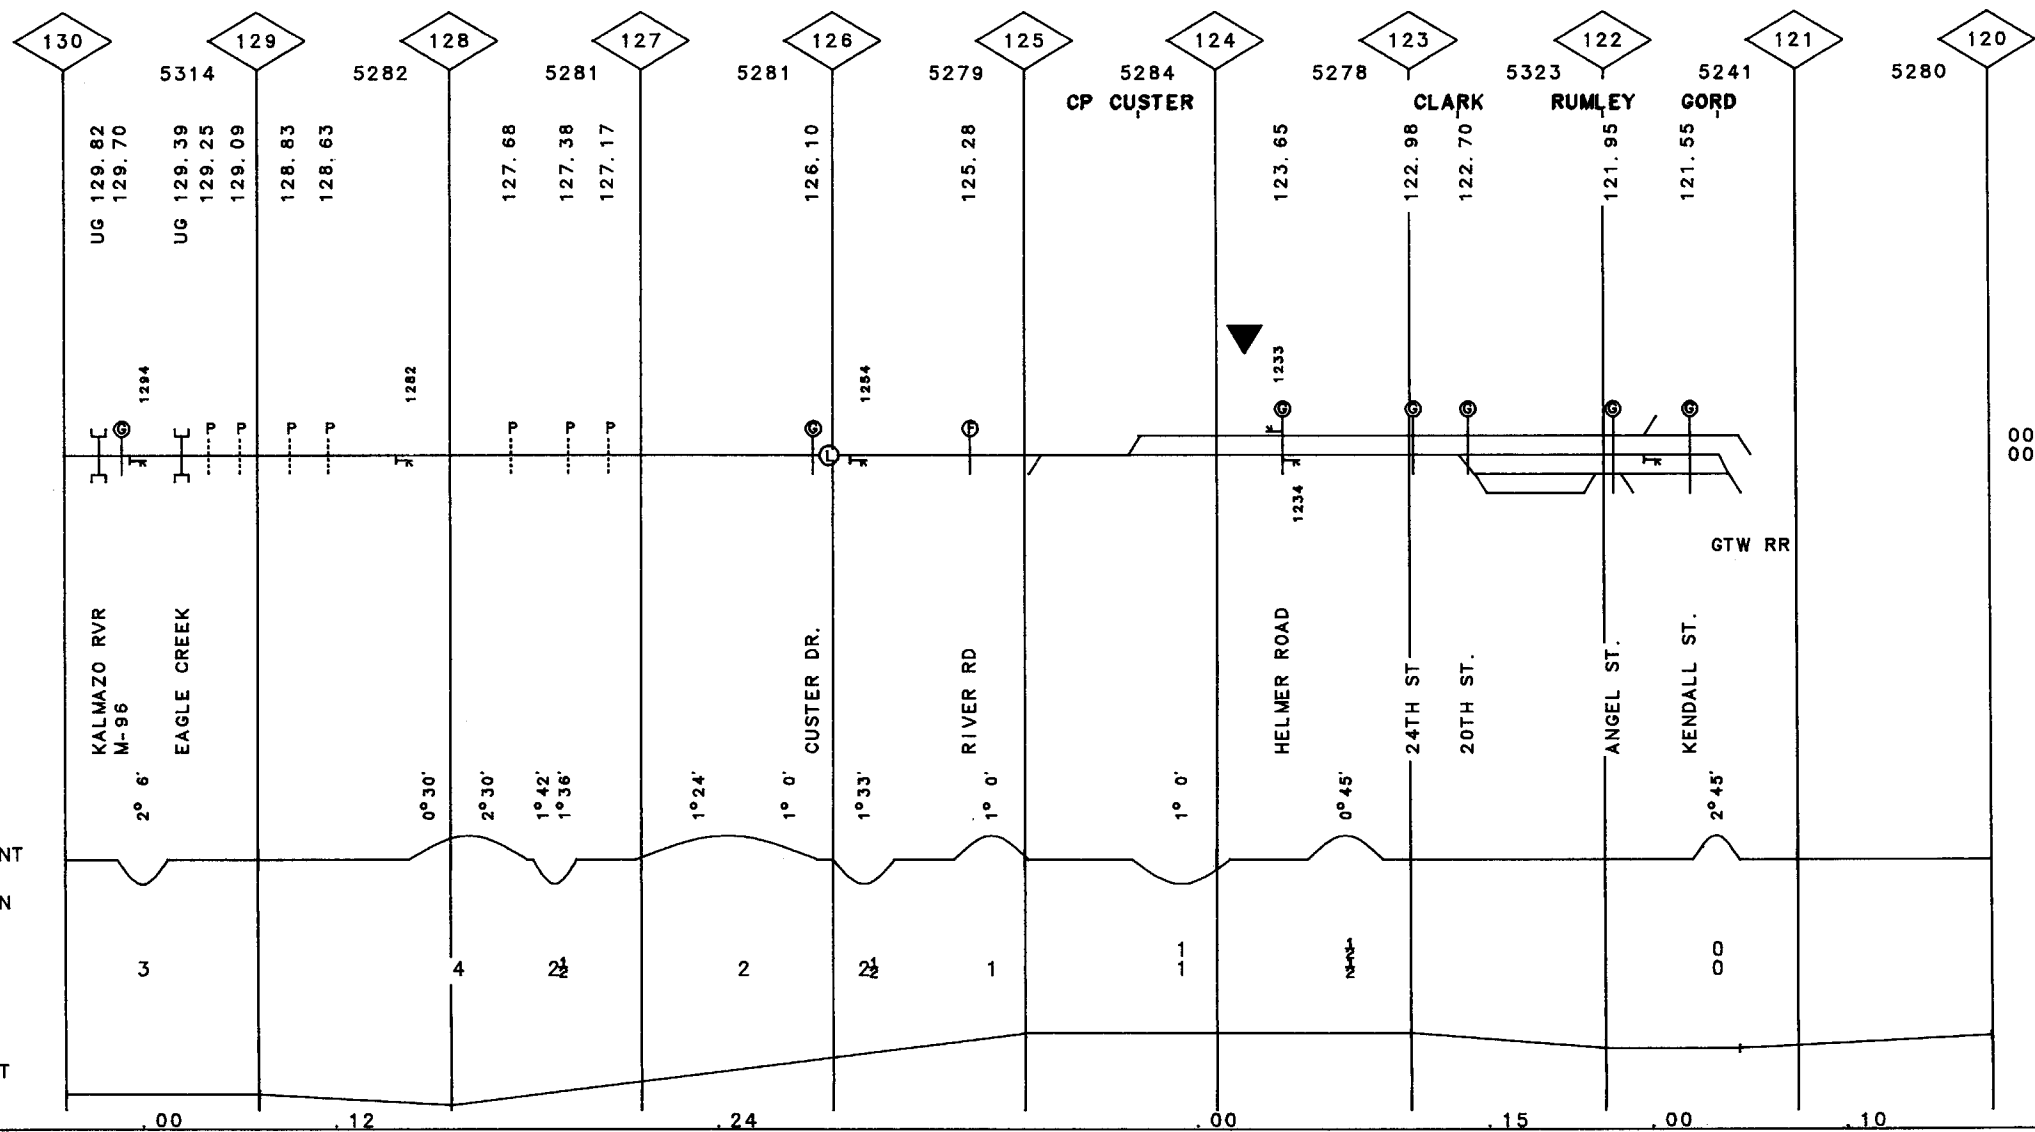 130 129 128 127 126 125 124 123 122 121 120
5314 5282 5281 5281 5279 5284 5278 5323 5241 5280
CP CUSTER CLARK RUMLEY GORD
UG 129.82
129.70
UG 129.39
129.25
129.09
128.83
128.63
127.68
127.38
127.17
126.10
125.28
123.65
122.98
122.70
121.95
121.55
1294
1282
1254
1233
1234
G P P P P P P P G L F G G G G G
00
00
GTW RR
KALMAZO RVR
M-96
EAGLE CREEK
CUSTER DR.
RIVER RD
HELMER ROAD
24TH ST
20TH ST.
ANGEL ST.
KENDALL ST.
2° 6'
0°30'
2°30'
1°42'
1°36'
1°24'
1° 0'
1°33'
1° 0'
1° 0'
0°45'
2°45'
NT
N
1 ½ 0
3 4 2½ 2 2½ 1 1 ½ 0
T
.00 .12 .24 .00 .15 .00 .10